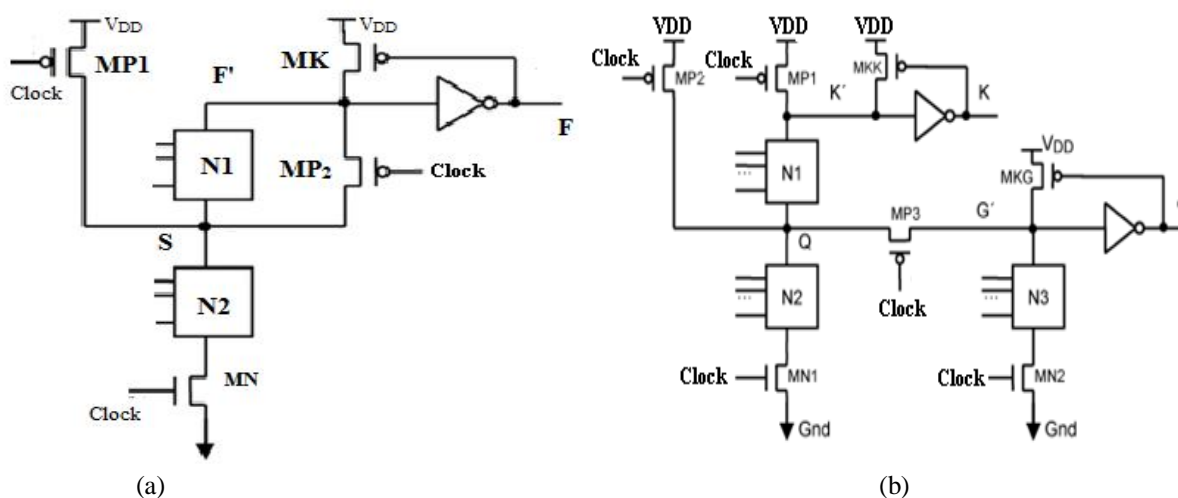 VDD
MP1
Clock
F'
VDD
MK
F
N1
MP2
Clock
S
N2
MN
Clock
(a)
VDD
VDD
VDD
Clock
MP2
Clock
MP1
MKK
K´
K
...
N1
VDD
MKG
MP3
G´
Q
Clock
...
N2
...
N3
Clock
MN1
Clock
MN2
Gnd
Gnd
(b)